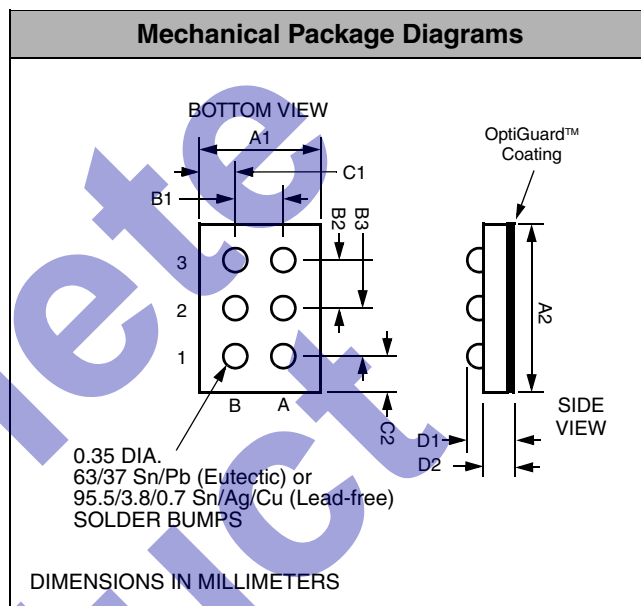 Mechanical Package Diagrams
BOTTOM VIEW
A1
C1
B1
B2
B3
OptiGuard™
Coating
3
2
1
B A
C2
A2
SIDE
VIEW
D1
D2
0.35 DIA.
63/37 Sn/Pb (Eutectic) or
95.5/3.8/0.7 Sn/Ag/Cu (Lead-free)
SOLDER BUMPS
DIMENSIONS IN MILLIMETERS
lete
uct